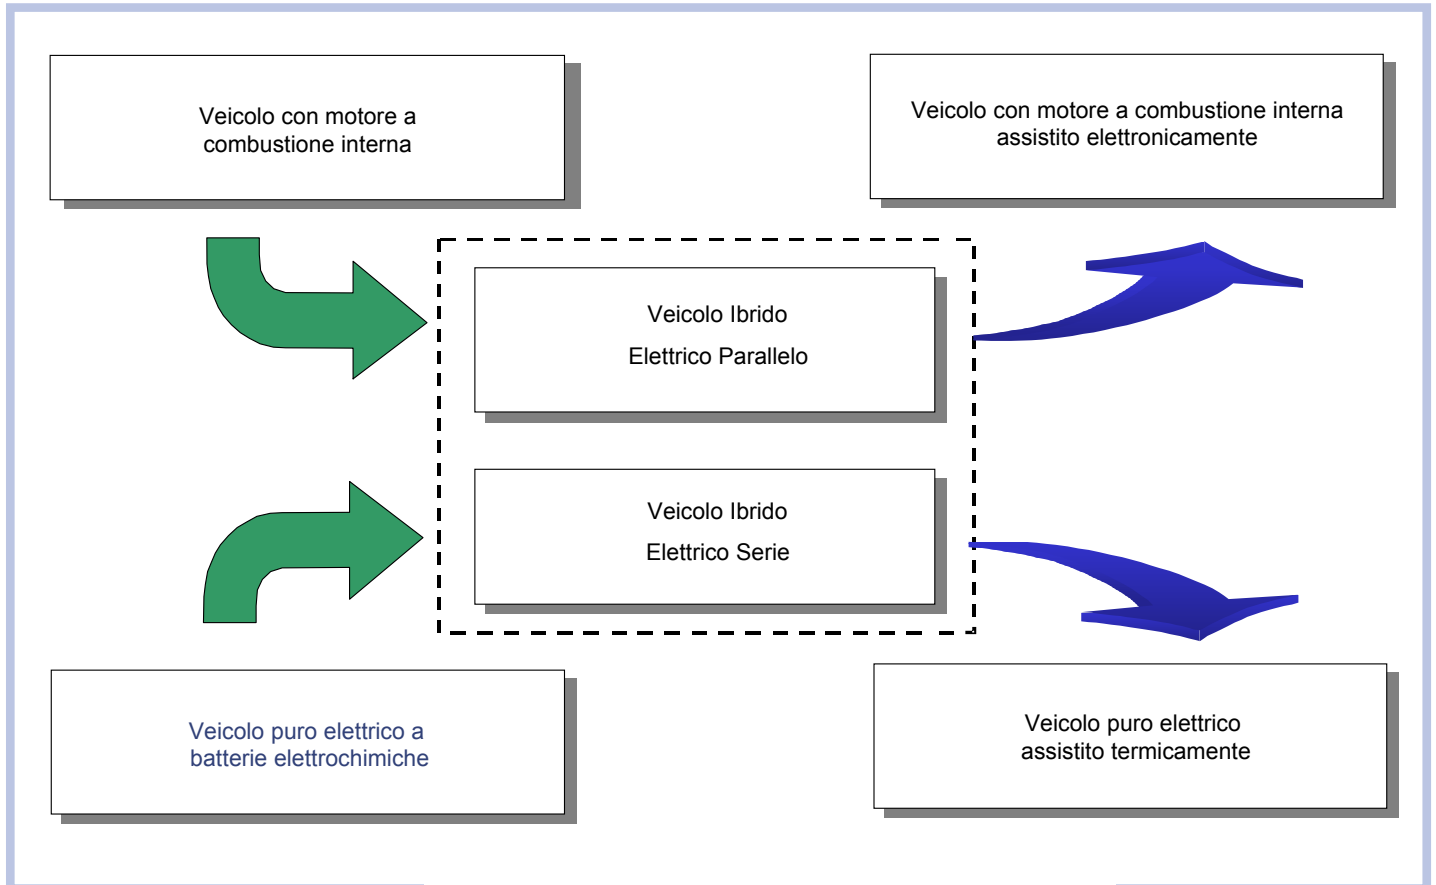 Veicolo con motore a
combustione interna
Veicolo con motore a combustione interna
assistito elettronicamente
Veicolo Ibrido
Elettrico Parallelo
Veicolo Ibrido
Elettrico Serie
Veicolo puro elettrico a
batterie elettrochimiche
Veicolo puro elettrico
assistito termicamente